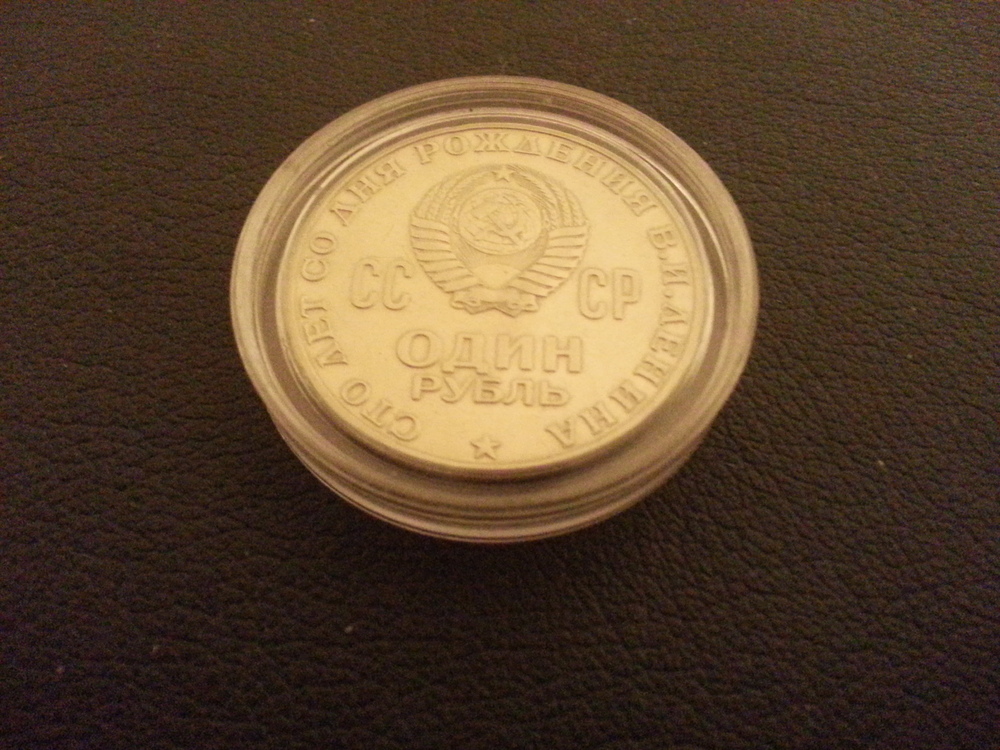 СТО ЛЕТ СО ДНЯ РОЖДЕНИЯ В.И.ЛЕНИНА
СС СР
ОДИН
РУБЛЬ